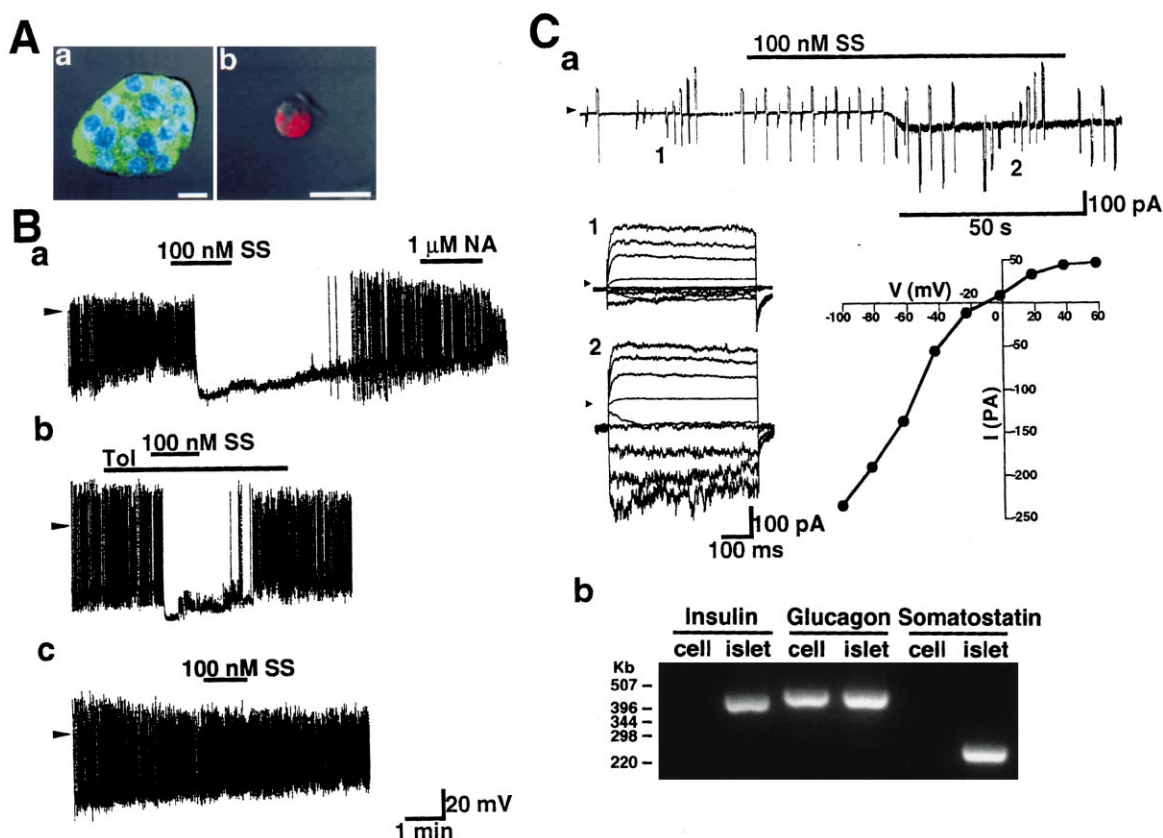 A
a
b
B
a
100 nM SS
1 µM NA
b
100 nM SS
Tol
c
100 nM SS
20 mV
1 min
C
a
100 nM SS
1
2
100 pA
50 s
1
2
100 pA
100 ms
V (mV)
-100 -80 -60 -40 -20 0 20 40 60
50
-50
-100
-150
-200
-250
I (PA)
b
Insulin Glucagon Somatostatin
cell islet cell islet cell islet
Kb
507
396
344
298
220